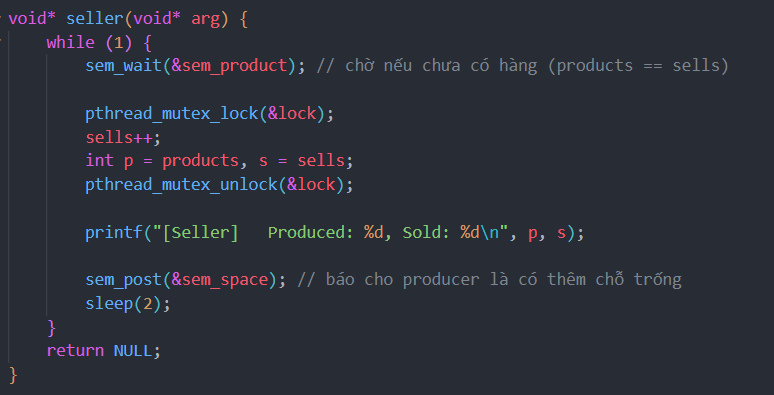 void* seller(void* arg) {
    while (1) {
        sem_wait(&sem_product); // chờ nếu chưa có hàng (products == sells)
        pthread_mutex_lock(&lock);
        sells++;
        int p = products, s = sells;
        pthread_mutex_unlock(&lock);
        printf("[Seller]   Produced: %d, Sold: %d\n", p, s);
        sem_post(&sem_space); // báo cho producer là có thêm chỗ trống
        sleep(2);
    }
    return NULL;
}